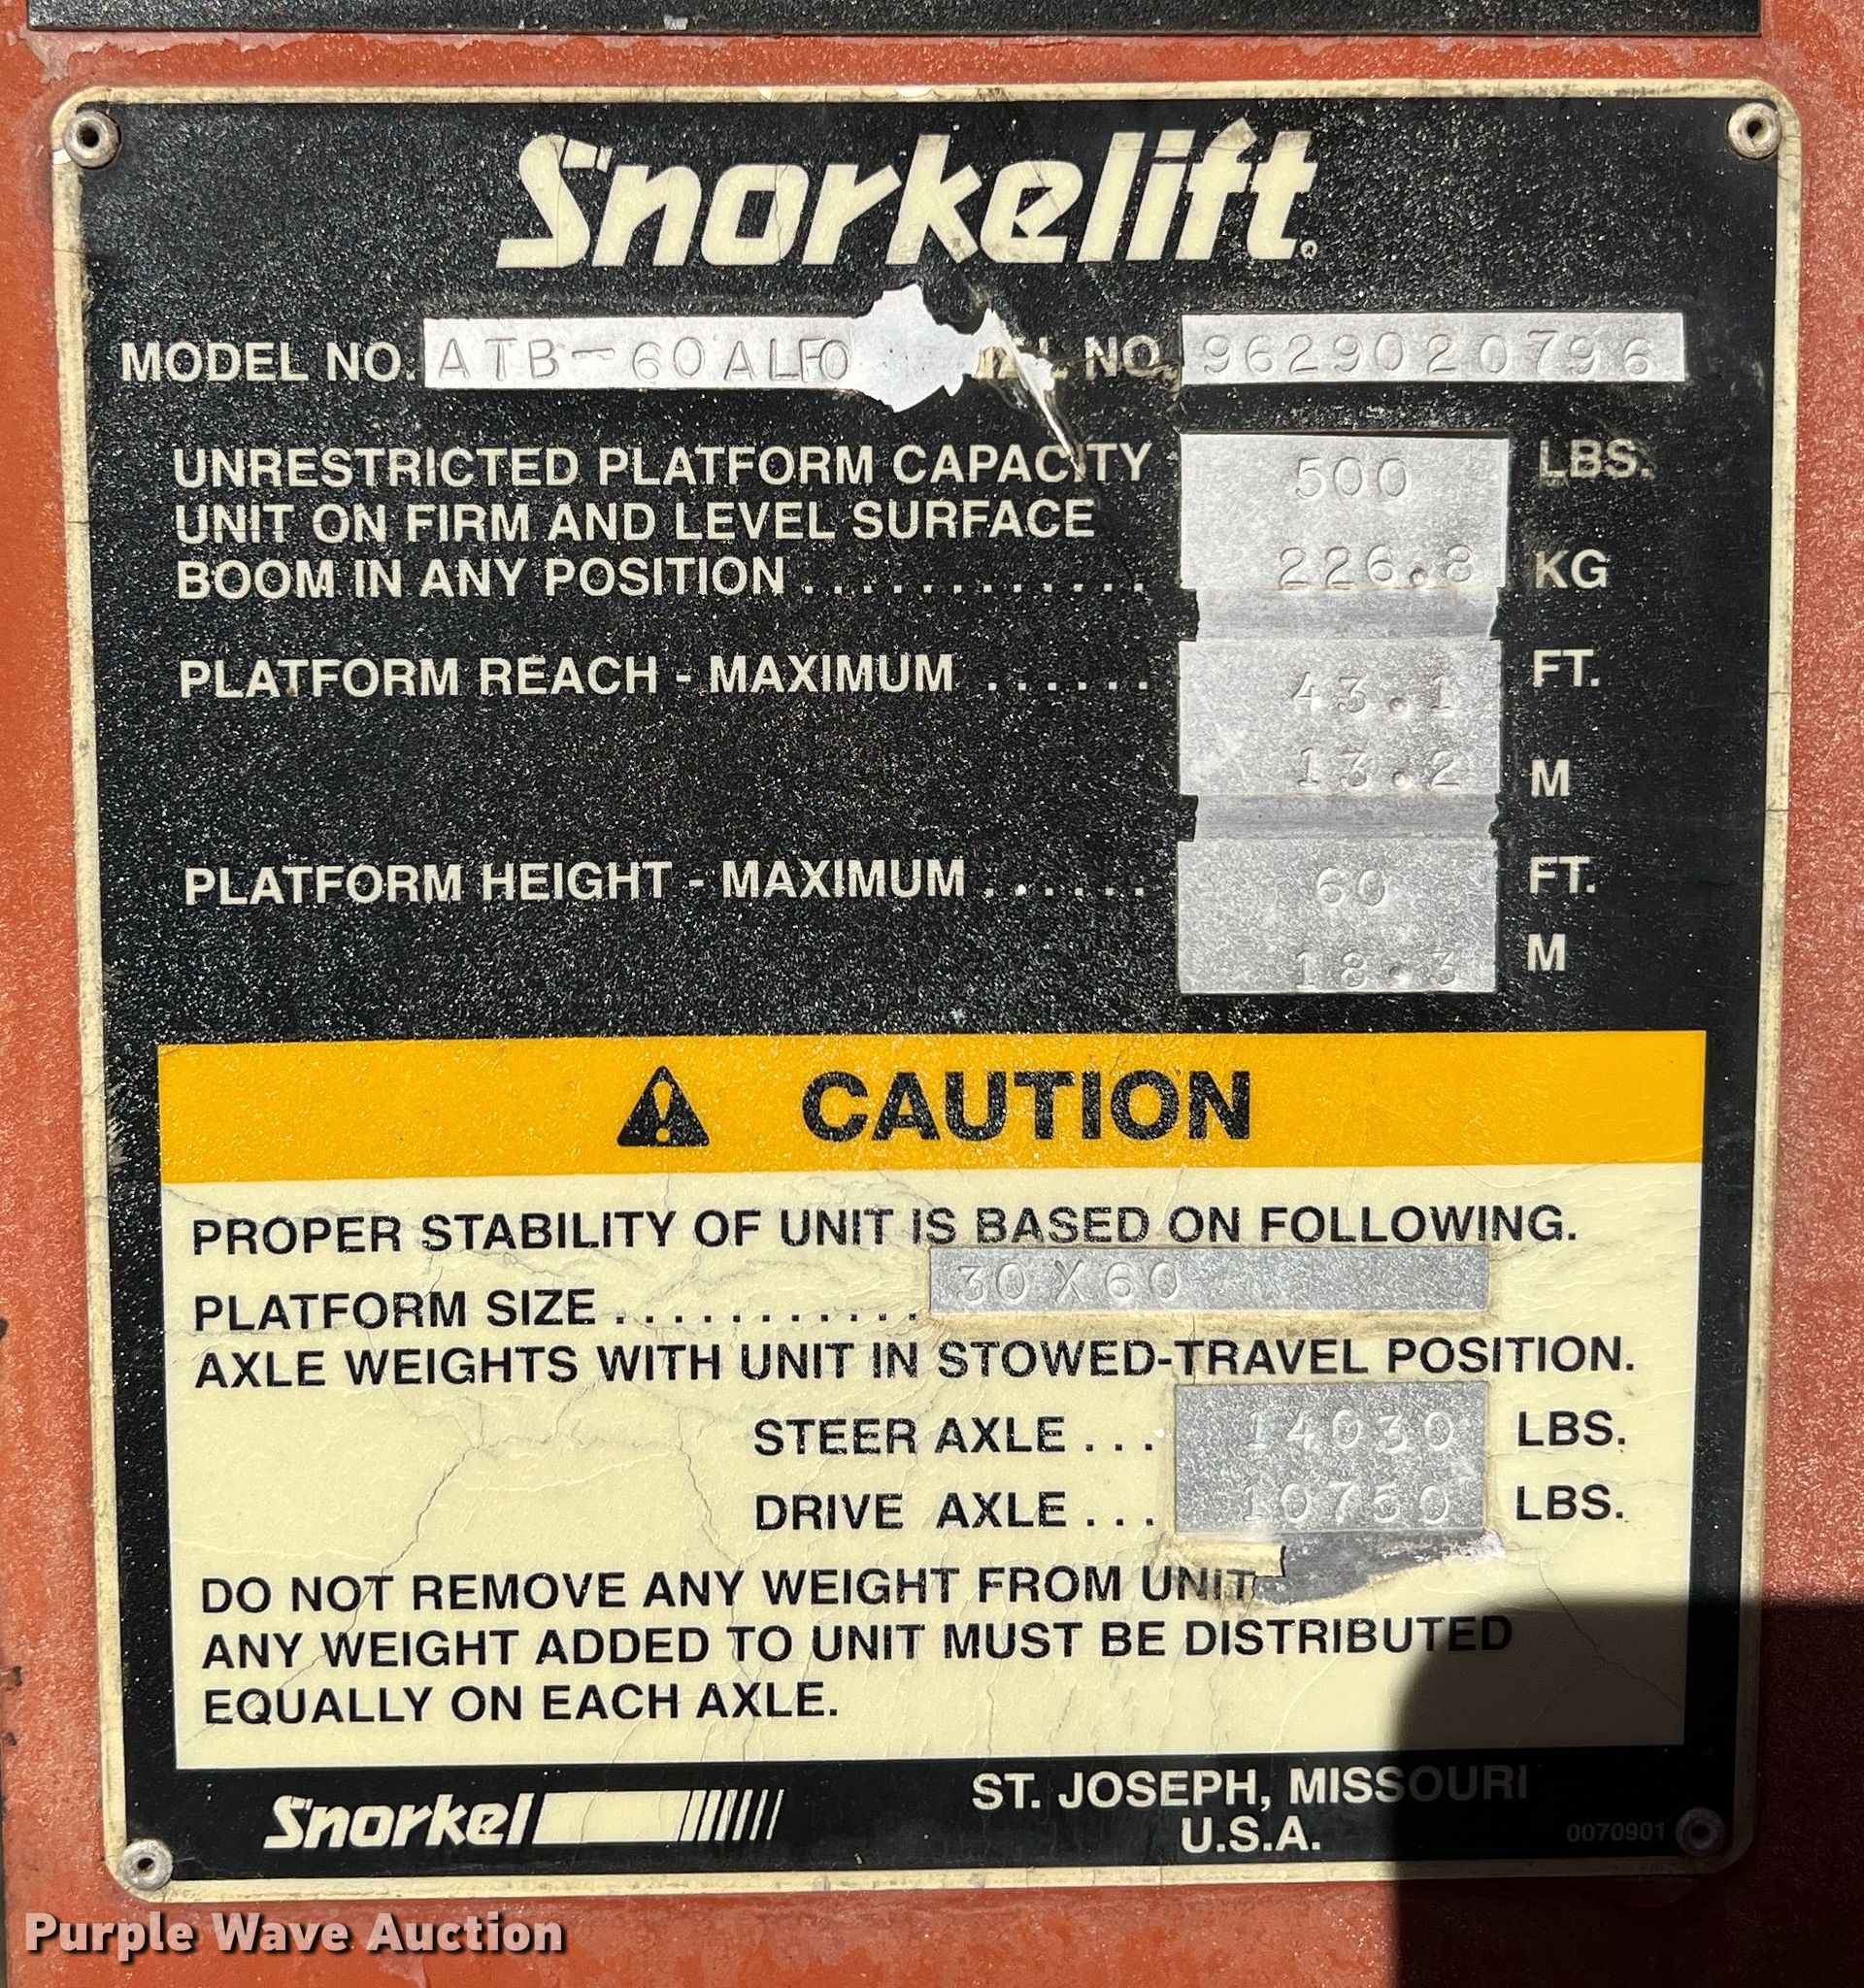 Snorkelift
MODEL NO. ATB-60ALFO NO. 9629020796
UNRESTRICTED PLATFORM CAPACITY 500 LBS.
UNIT ON FIRM AND LEVEL SURFACE
BOOM IN ANY POSITION ............ 226.8 KG
PLATFORM REACH - MAXIMUM ...... 43.1 FT.
13.2 M
PLATFORM HEIGHT - MAXIMUM ...... 60 FT.
18.3 M
CAUTION
PROPER STABILITY OF UNIT IS BASED ON FOLLOWING.
PLATFORM SIZE ........... 30X60
AXLE WEIGHTS WITH UNIT IN STOWED-TRAVEL POSITION.
STEER AXLE ... 14030 LBS.
DRIVE AXLE ... 10750 LBS.
DO NOT REMOVE ANY WEIGHT FROM UNIT
ANY WEIGHT ADDED TO UNIT MUST BE DISTRIBUTED
EQUALLY ON EACH AXLE.
Snorkel
ST. JOSEPH, MISSOURI
U.S.A.
0070901
Purple Wave Auction